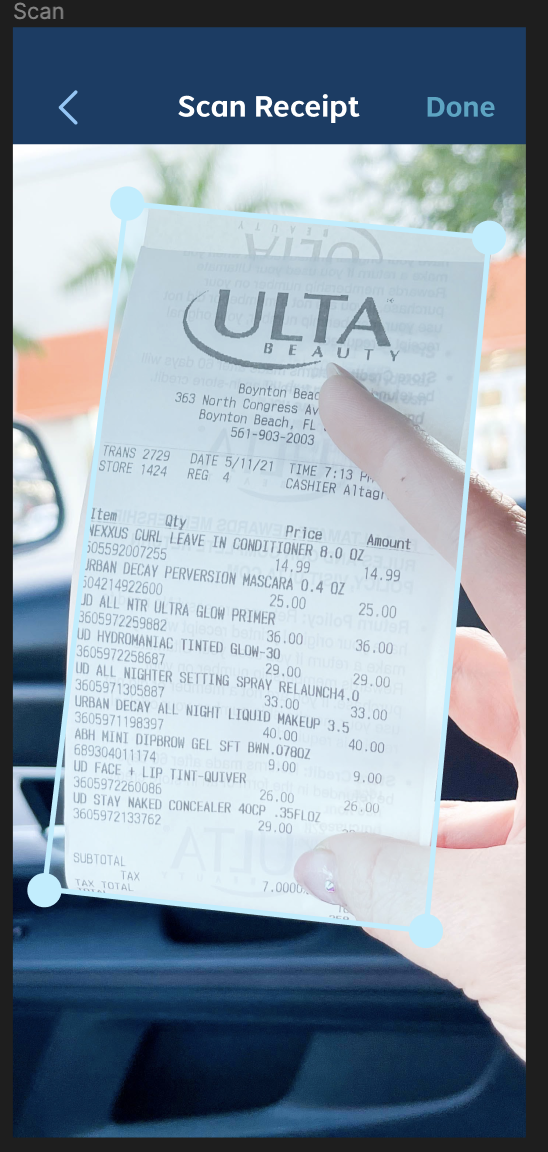 Scan
Scan Receipt
Done
ULTA
BEAUTY
Boynton
363 North Congress
Boynton Beach, FL
561-903-2003
TRANS 2729 DATE 5/11/21 TIME 7:13
STORE 1424 REG 4 CASHIER
Item Qty Price Amount
NEXXUS CURL LEAVE IN CONDITIONER 8.0 OZ
605592007255 14.99 14.99
URBAN DECAY PERVERSION MASCARA 0.4 OZ
604214922600 25.00 25.00
UD ALL NTR ULTRA GLOW PRIMER
3605972259882 36.00 36.00
UD HYDROMANIAC TINTED GLOW-30
3605972258687 29.00 29.00
UD ALL NIGHTER SETTING SPRAY RELAUNCH4.0
3605971305887 33.00 33.00
URBAN DECAY ALL NIGHT LIQUID MAKEUP 3.5
3605971198397 40.00 40.00
ABH MINI DIPBROW GEL SFT BWN.078OZ
689304011174 9.00 9.00
UD FACE + LIP TINT-QUIVER
3605972260086 26.00 26.00
UD STAY NAKED CONCEALER 40CP .35FLOZ
3605972133762 29.00
SUBTOTAL
TAX 7.0000
TAX TOTAL
TOTAL